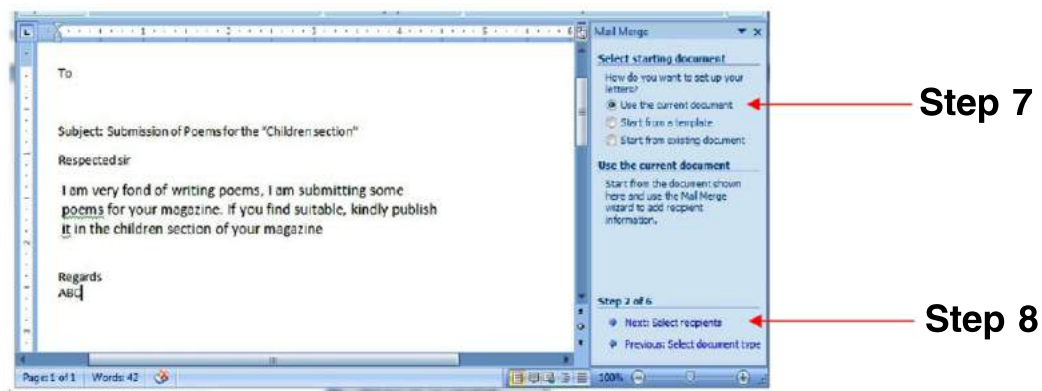 Mail Merge
Select starting document
How do you want to set up your
letters?
Use the current document
Step 7
Start from a template
Start from existing document
Use the current document
Start from the document shown
here and use the Mail Merge
wizard to add recipient
information.
To
Subject: Submission of Poems for the "Children section"
Respected sir
I am very fond of writing poems, I am submitting some
poems for your magazine. If you find suitable, kindly publish
it in the children section of your magazine
Regards
ABC
Step 2 of 6
Next: Select recipients
Step 8
Previous: Select document type
Page: 1 of 1 Words: 42
100%